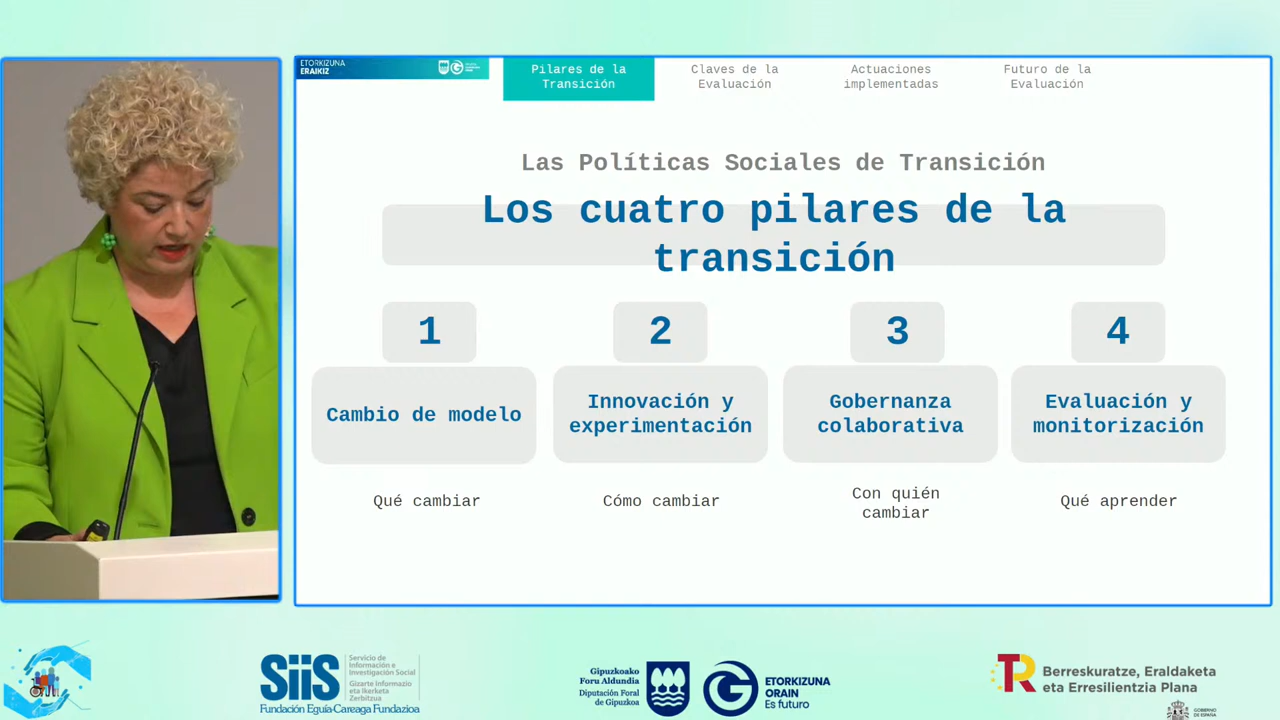 ETORKIZUNA
ERAIKIZ
Pilares de la
Transición
Claves de la
Evaluación
Actuaciones
implementadas
Futuro de la
Evaluación
Las Políticas Sociales de Transición
Los cuatro pilares de la
transición
1
2
3
4
Cambio de modelo
Innovación y
experimentación
Gobernanza
colaborativa
Evaluación y
monitorización
Qué cambiar
Cómo cambiar
Con quién
cambiar
Qué aprender
SiiS
Servicio de
Información e
Investigación Social
Gizarte Informazio
eta Ikerketa
Zerbitzua
Fundación Eguía-Careaga Fundazioa
Gipuzkoako
Foru Aldundia
Diputación Foral
de Gipuzkoa
ETORKIZUNA
ORAIN
Es futuro
Berreskuratze, Eraldaketa
eta Erresilientzia Plana
GOBIERNO
DE ESPAÑA